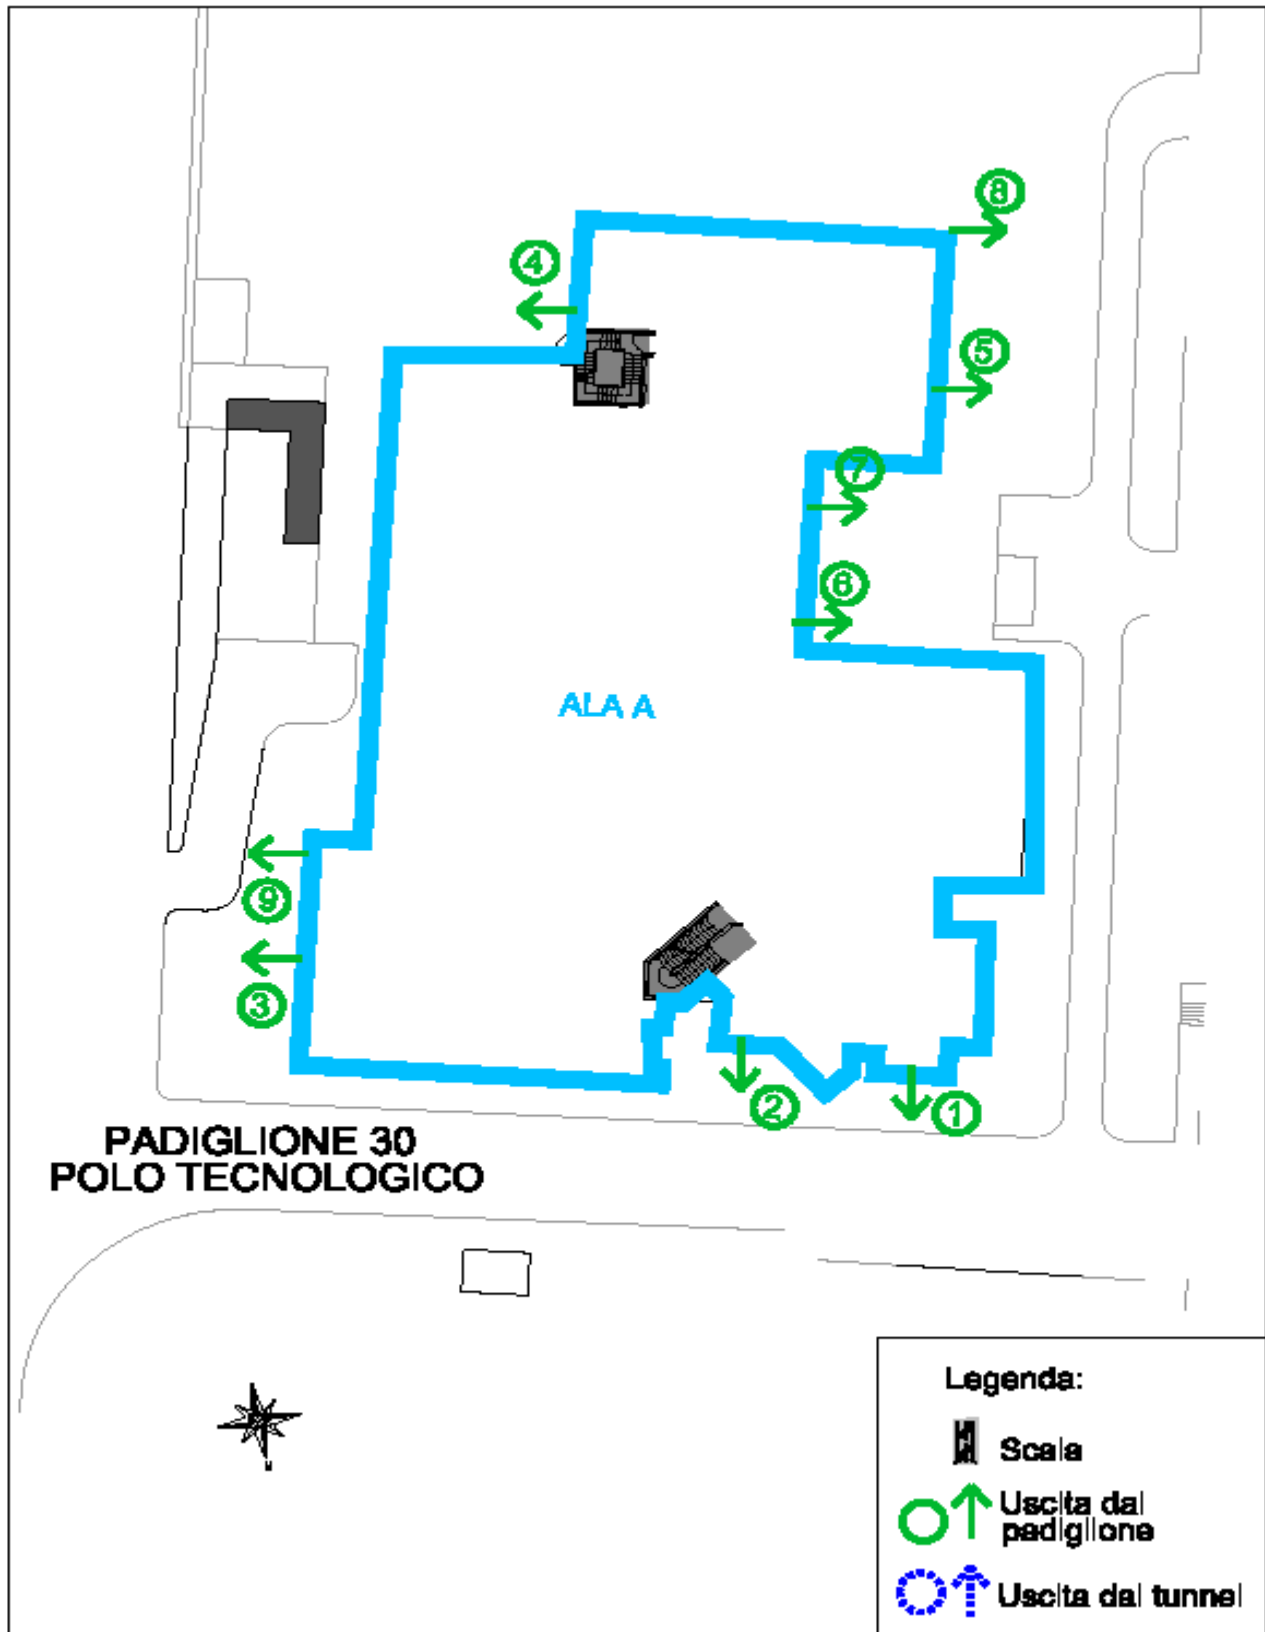 8
4
5
7
6
ALA A
9
3
2
1
PADIGLIONE 30
POLO TECNOLOGICO
N
Legenda:
Scala
Uscita dal
padiglione
Uscita dal tunnel